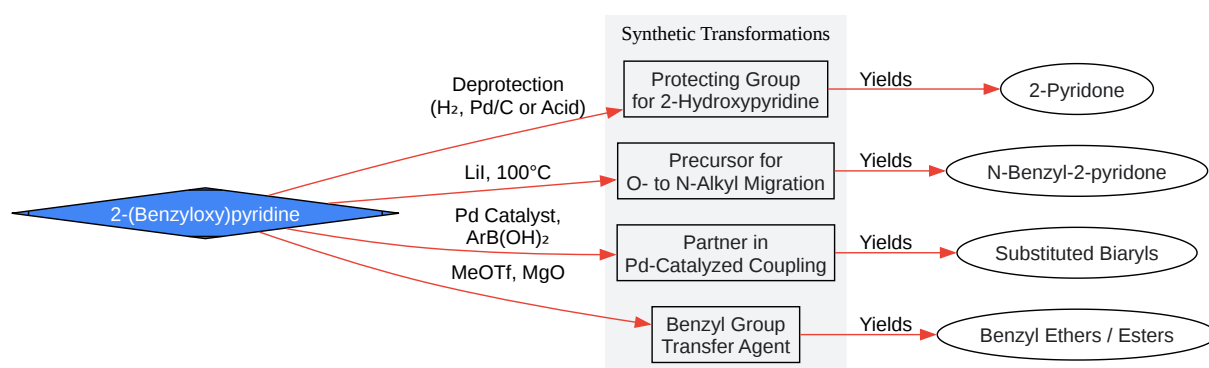 Synthetic Transformations
Deprotection
(H₂, Pd/C or Acid)
Protecting Group
for 2-Hydroxypyridine
Yields
2-Pyridone
LiI, 100°C
Precursor for
O- to N-Alkyl Migration
Yields
N-Benzyl-2-pyridone
2-(Benzyloxy)pyridine
Pd Catalyst,
ArB(OH)₂
Partner in
Pd-Catalyzed Coupling
Yields
Substituted Biaryls
MeOTf, MgO
Benzyl Group
Transfer Agent
Yields
Benzyl Ethers / Esters